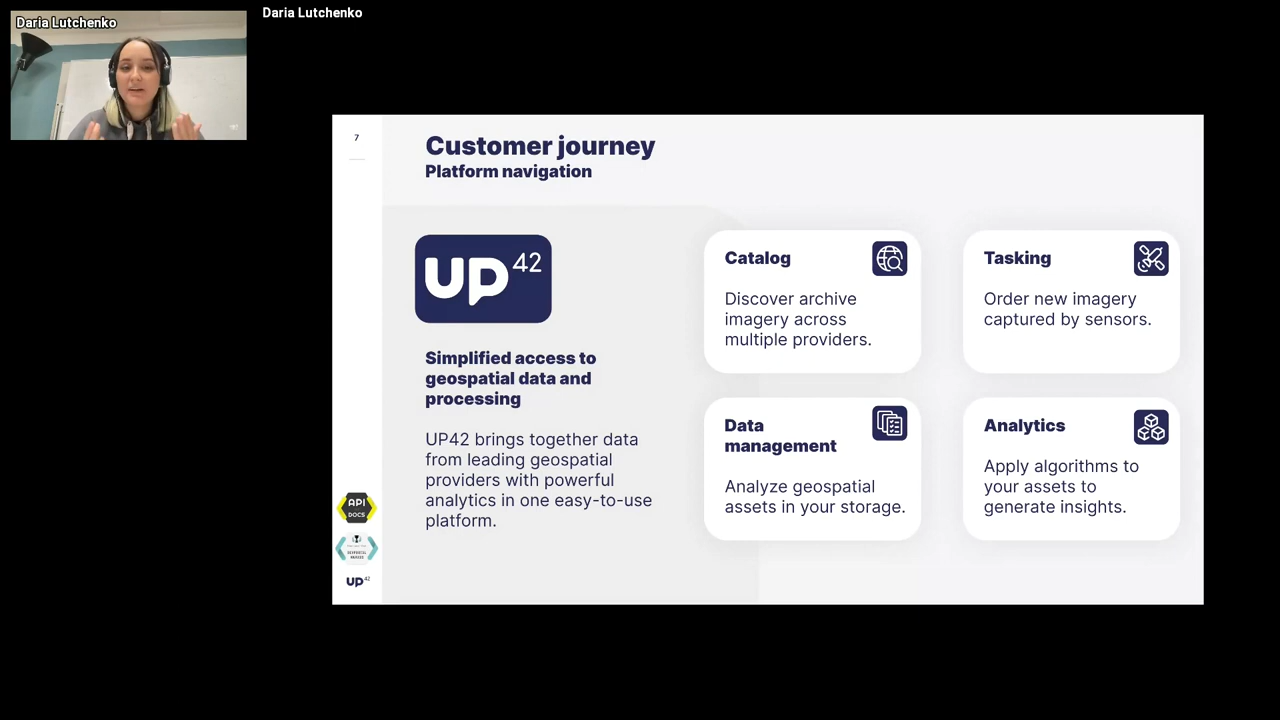 Daria Lutchenko
Daria Lutchenko
7
Customer journey
Platform navigation
UP42
Simplified access to
geospatial data and
processing
UP42 brings together data
from leading geospatial
providers with powerful
analytics in one easy-to-use
platform.
Catalog
Discover archive
imagery across
multiple providers.
Tasking
Order new imagery
captured by sensors.
Data
management
Analyze geospatial
assets in your storage.
Analytics
Apply algorithms to
your assets to
generate insights.
API
DOCS
UP42